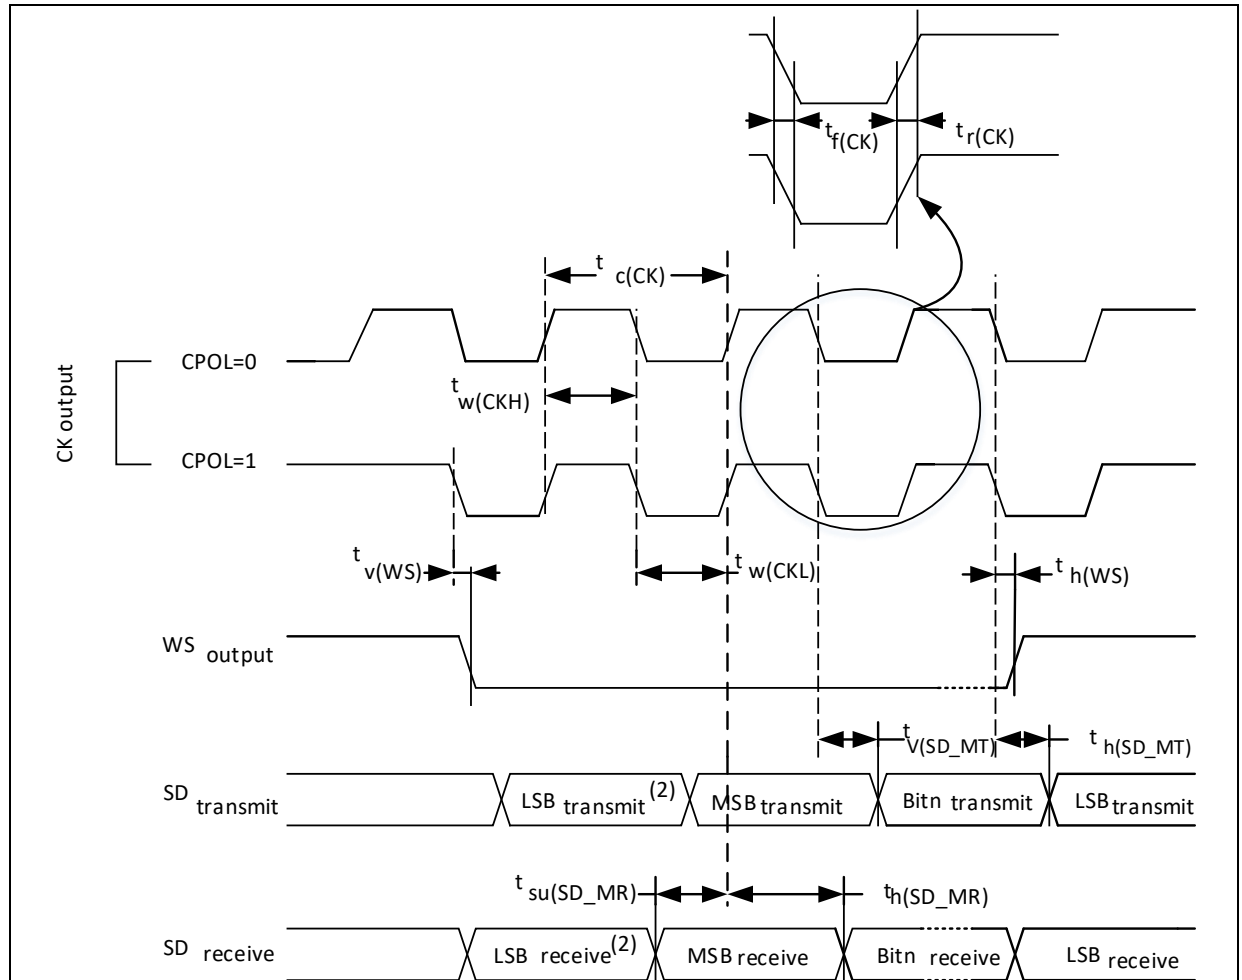 t f(CK) t r(CK)
t c(CK)
CPOL=0
t w(CKH)
CK output
CPOL=1
t v(WS) t w(CKL) t h(WS)
WS output
t V(SD_MT) t h(SD_MT)
SD transmit LSB transmit (2) MSB transmit Bitn transmit LSB transmit
t su(SD_MR) th(SD_MR)
SD receive LSB receive (2) MSB receive Bitn receive LSB receive